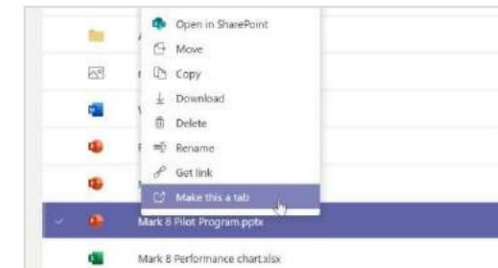 Open in SharePoint
Move
Copy
Download
Delete
Rename
Get link
Make this a tab
Mark 8 Pilot Program.pptx
Mark 8 Performance chart.xlsx